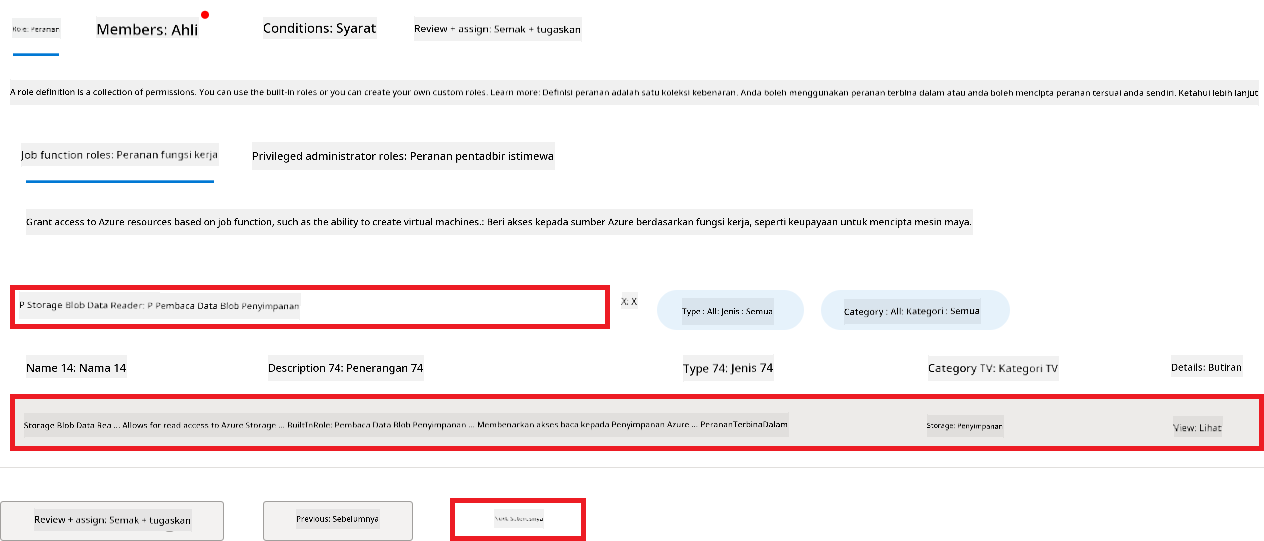 Role: Peranan
Members: Ahli
Conditions: Syarat
Review + assign: Semak + tugaskan
A role definition is a collection of permissions. You can use the built-in roles or you can create your own custom roles. Learn more: Definisi peranan adalah satu koleksi kebenaran. Anda boleh menggunakan peranan terbina dalam atau anda boleh mencipta peranan tersuai anda sendiri. Ketahui lebih lanjut
Job function roles: Peranan fungsi kerja
Privileged administrator roles: Peranan pentadbir istimewa
Grant access to Azure resources based on job function, such as the ability to create virtual machines.: Beri akses kepada sumber Azure berdasarkan fungsi kerja, seperti keupayaan untuk mencipta mesin maya.
P Storage Blob Data Reader: P Pembaca Data Blob Penyimpanan
X: X
Type : All: Jenis : Semua
Category : All: Kategori : Semua
Name 14: Nama 14
Description 74: Penerangan 74
Type 74: Jenis 74
Category TV: Kategori TV
Details: Butiran
Storage Blob Data Rea ... Allows for read access to Azure Storage ... BuiltInRole: Pembaca Data Blob Penyimpanan ... Membenarkan akses baca kepada Penyimpanan Azure ... PerananTerbinaDalam
Storage: Penyimpanan
View: Lihat
Review + assign: Semak + tugaskan
Previous: Sebelumnya